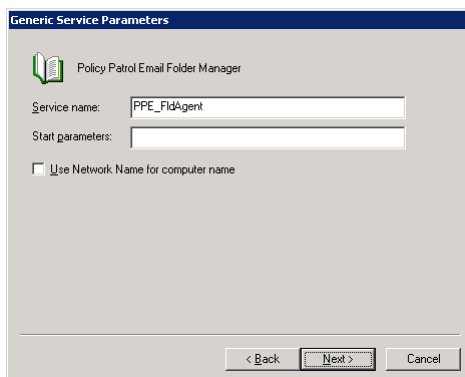 Generic Service Parameters
Policy Patrol Email Folder Manager
Service name: PPE_FldAgent
Start parameters:
Use Network Name for computer name
< Back Next > Cancel